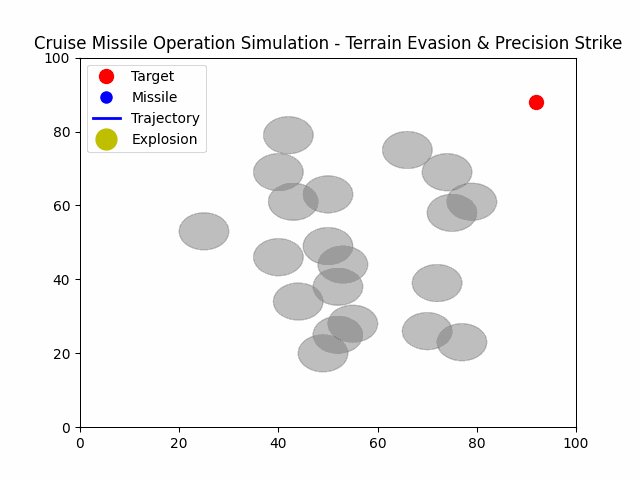 Cruise Missile Operation Simulation - Terrain Evasion & Precision Strike
100
80
60
40
20
0
Target
Missile
Trajectory
Explosion
0 20 40 60 80 100